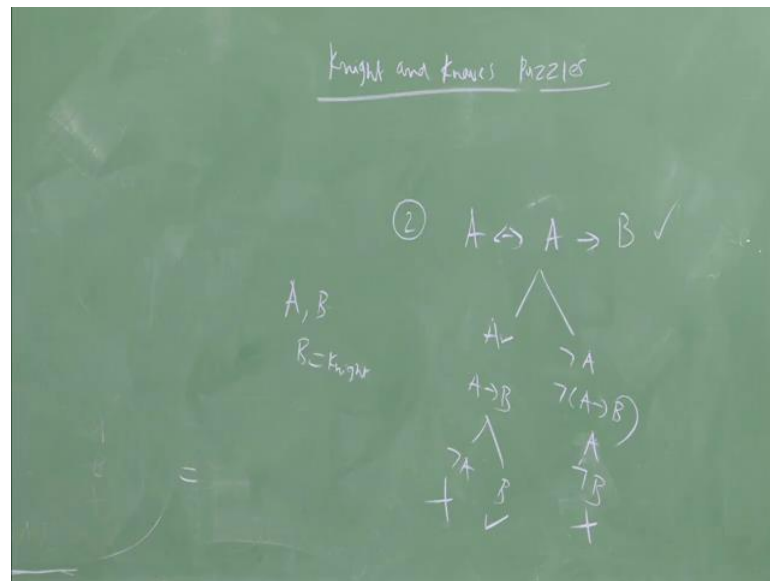 Knight and Knaves Puzzles
② A ↔ A → B ✓
A, B
B = Knight
A ✓ ¬A
A → B ¬(A → B)
¬A B A
+ ✓ ¬B
+
=